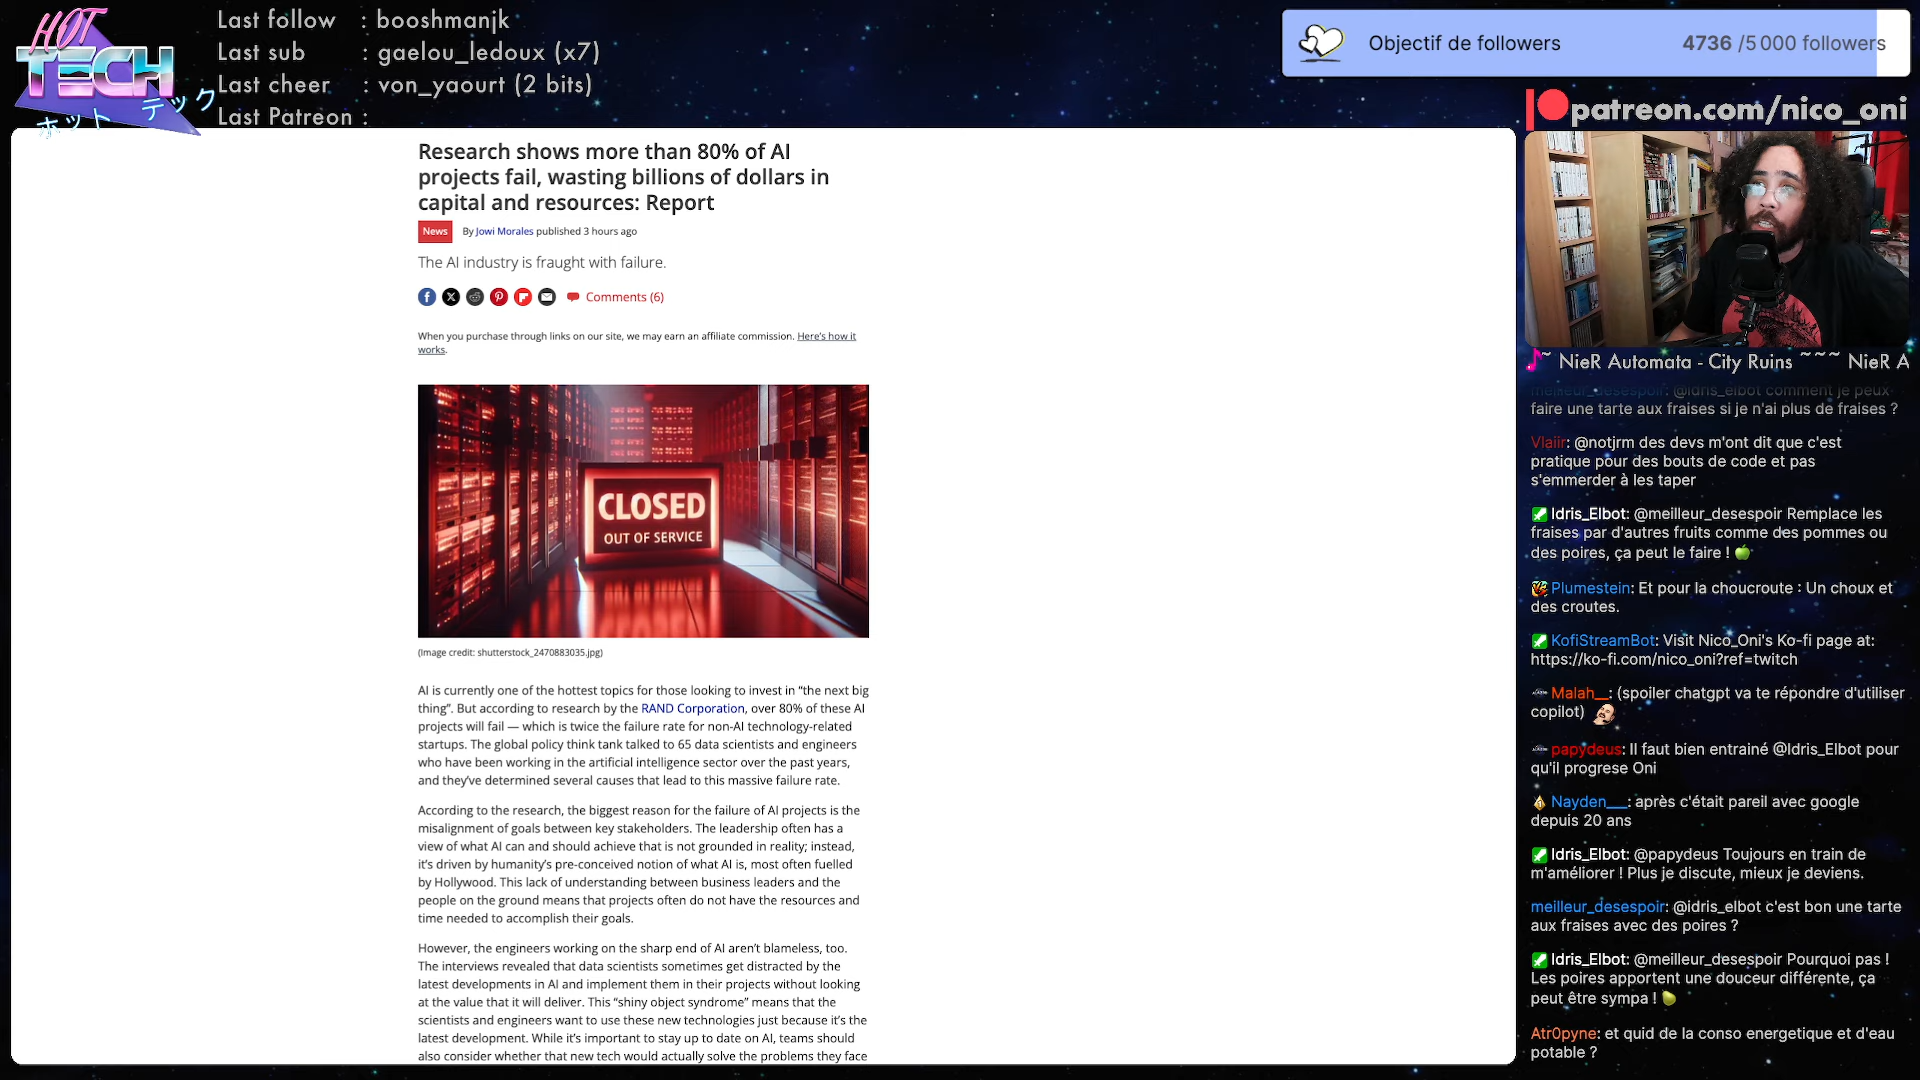 HOT
TECH
ホット テック
Last follow : booshmanjk
Last sub : gaelou_ledoux (x7)
Last cheer : von_yaourt (2 bits)
Last Patreon :
Objectif de followers
4736 /5 000 followers
patreon.com/nico_oni
Research shows more than 80% of AI
projects fail, wasting billions of dollars in
capital and resources: Report
News By Jowi Morales published 3 hours ago
The AI industry is fraught with failure.
Comments (6)
When you purchase through links on our site, we may earn an affiliate commission. Here's how it
works.
CLOSED
OUT OF SERVICE
(Image credit: shutterstock_2470883035.jpg)
AI is currently one of the hottest topics for those looking to invest in “the next big
thing”. But according to research by the RAND Corporation, over 80% of these AI
projects will fail — which is twice the failure rate for non-AI technology-related
startups. The global policy think tank talked to 65 data scientists and engineers
who have been working in the artificial intelligence sector over the past years,
and they’ve determined several causes that lead to this massive failure rate.
According to the research, the biggest reason for the failure of AI projects is the
misalignment of goals between key stakeholders. The leadership often has a
view of what AI can and should achieve that is not grounded in reality; instead,
it’s driven by humanity’s pre-conceived notion of what AI is, most often fuelled
by Hollywood. This lack of understanding between business leaders and the
people on the ground means that projects often do not have the resources and
time needed to accomplish their goals.
However, the engineers working on the sharp end of AI aren’t blameless, too.
The interviews revealed that data scientists sometimes get distracted by the
latest developments in AI and implement them in their projects without looking
at the value that it will deliver. This “shiny object syndrome” means that the
scientists and engineers want to use these new technologies just because it’s the
latest development. While it’s important to stay up to date on AI, teams should
also consider whether that new tech would actually solve the problems they face
~ NieR Automata - City Ruins ~~~ NieR A
meilleur_desespoir: @idris_elbot comment je peux
faire une tarte aux fraises si je n'ai plus de fraises ?
Vlaiir: @notjrm des devs m'ont dit que c'est
pratique pour des bouts de code et pas
s'emmerder à les taper
Idris_Elbot: @meilleur_desespoir Remplace les
fraises par d'autres fruits comme des pommes ou
des poires, ça peut le faire ! 🍏
Plumestein: Et pour la choucroute : Un choux et
des croutes.
KofiStreamBot: Visit Nico_Oni's Ko-fi page at:
https://ko-fi.com/nico_oni?ref=twitch
Malah__: (spoiler chatgpt va te répondre d'utiliser
copilot)
papydeus: Il faut bien entrainé @Idris_Elbot pour
qu'il progrese Oni
Nayden___: après c'était pareil avec google
depuis 20 ans
Idris_Elbot: @papydeus Toujours en train de
m'améliorer ! Plus je discute, mieux je deviens.
meilleur_desespoir: @idris_elbot c'est bon une tarte
aux fraises avec des poires ?
Idris_Elbot: @meilleur_desespoir Pourquoi pas !
Les poires apportent une douceur différente, ça
peut être sympa ! 🍐
Atr0pyne: et quid de la conso energetique et d'eau
potable ?